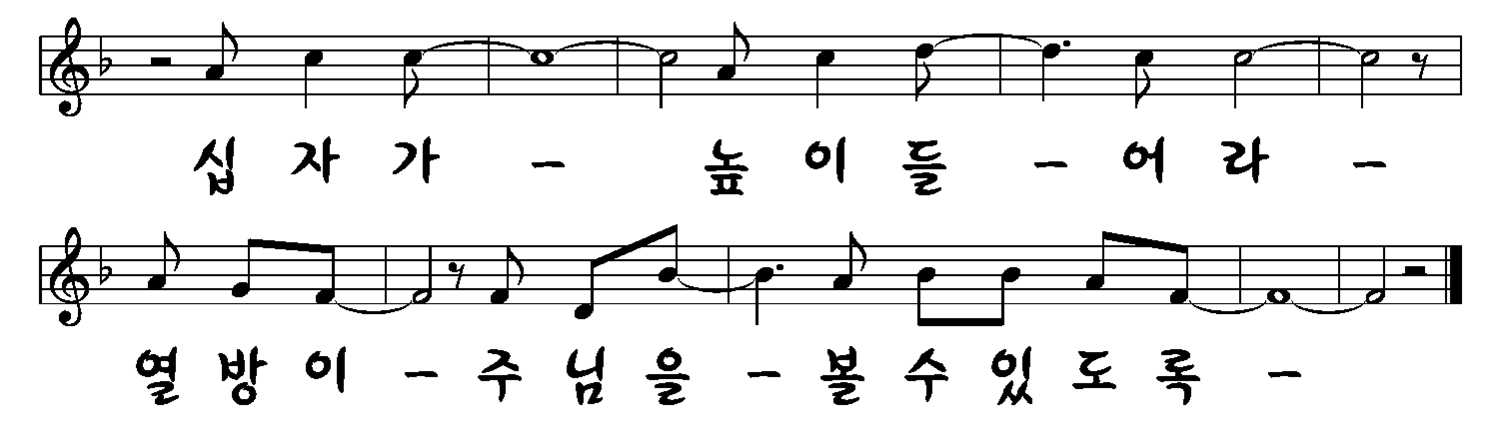 십 자 가 - 높 이 들 - 어 라 -
열 방 이 - 주 님 을 - 볼 수 있 도 록 -